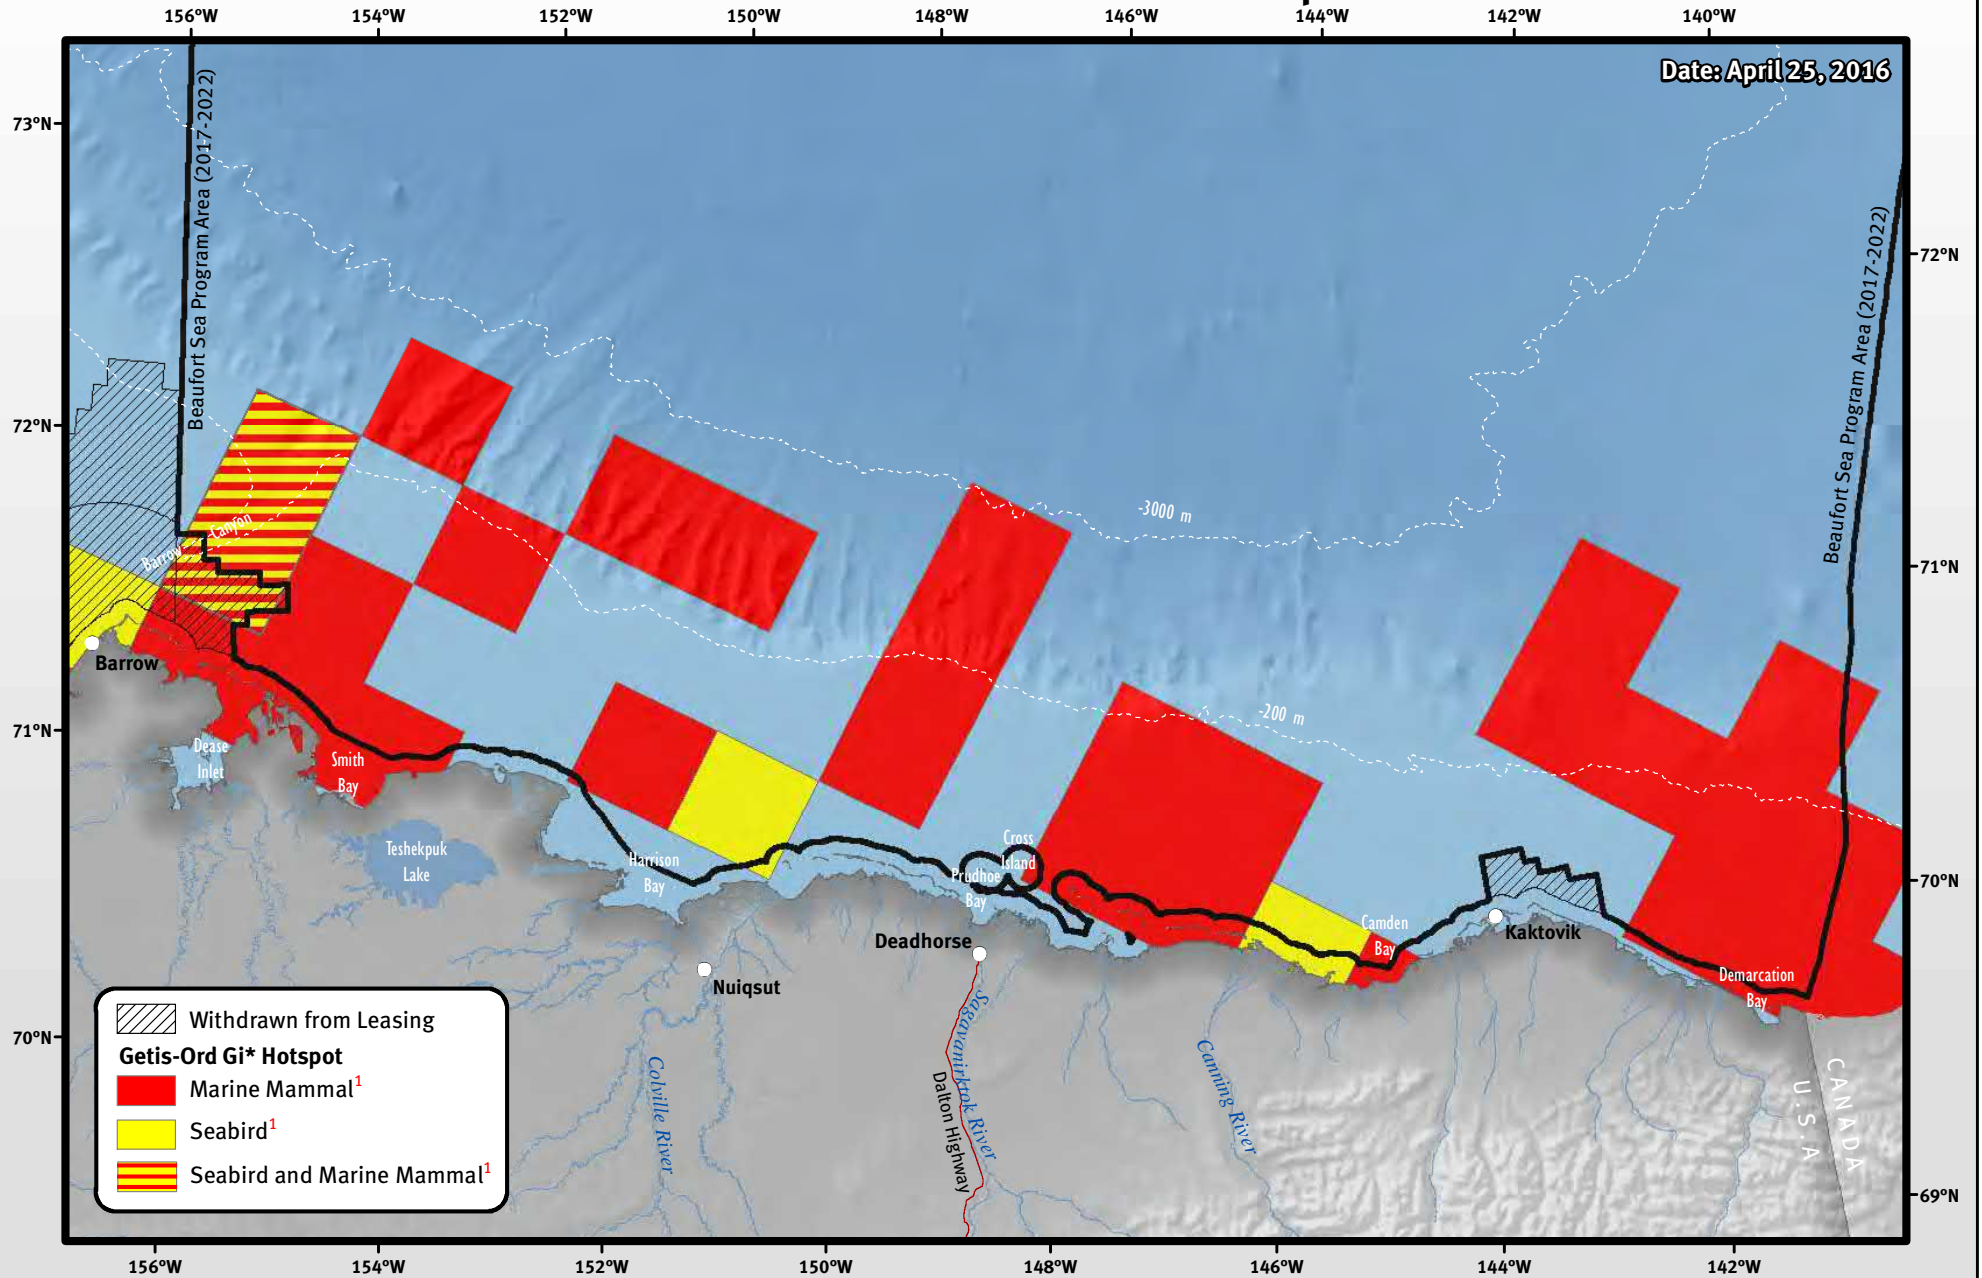 156°W 154°W 152°W 150°W 148°W 146°W 144°W 142°W 140°W
Date: April 25, 2016
73°N
72°N
71°N
70°N
72°N
71°N
70°N
69°N
Beaufort Sea Program Area (2017-2022)
Beaufort Sea Program Area (2017-2022)
-3000 m
-200 m
Barrow Canyon
Barrow
Dease
Inlet
Smith
Bay
Teshekpuk
Lake
Harrison
Bay
Cross
Island
Prudhoe
Bay
Camden
Bay
Kaktovik
Deadhorse
Nuiqsut
Demarcation
Bay
Colville River
Sagavanirktok River
Dalton Highway
Canning River
CANADA
U.S.A
Withdrawn from Leasing
Getis-Ord Gi* Hotspot
Marine Mammal1
Seabird1
Seabird and Marine Mammal1
156°W 154°W 152°W 150°W 148°W 146°W 144°W 142°W